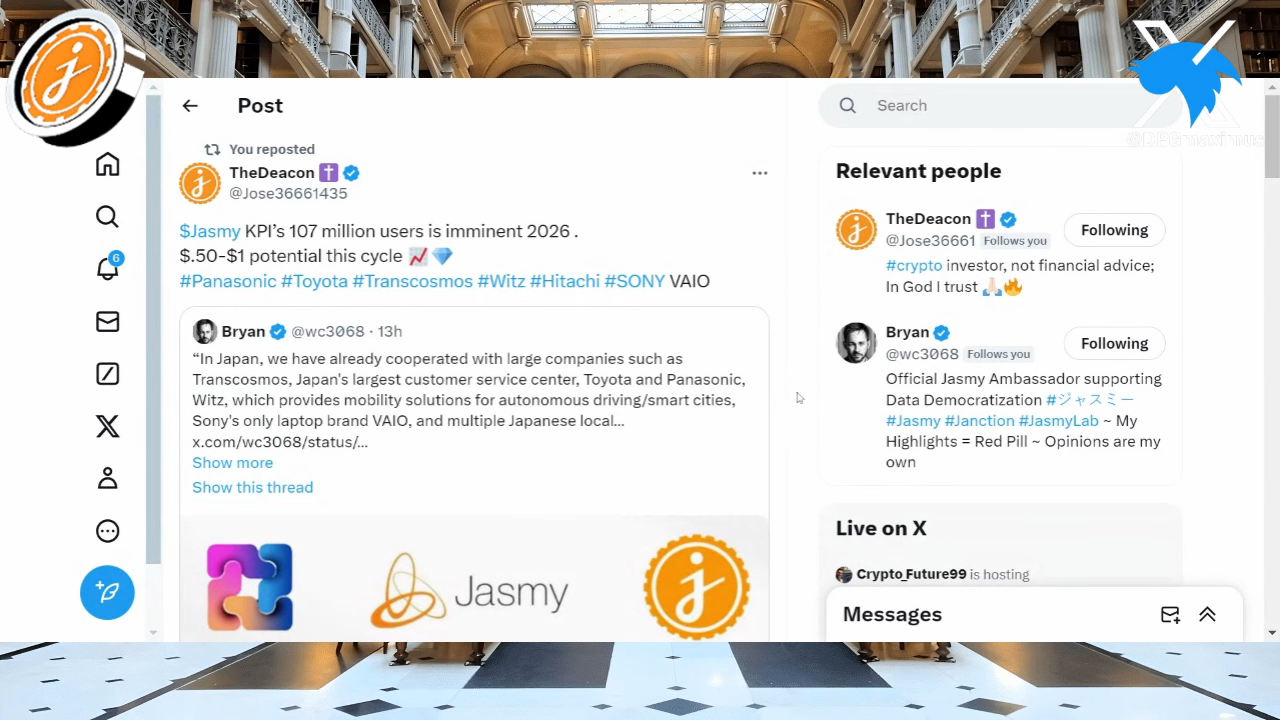 Post
Search
You reposted
TheDeacon
@Jose36661435
$Jasmy KPI's 107 million users is imminent 2026 .
$.50-$1 potential this cycle 📈💎
#Panasonic #Toyota #Transcosmos #Witz #Hitachi #SONY VAIO
Bryan @wc3068 · 13h
“In Japan, we have already cooperated with large companies such as
Transcosmos, Japan's largest customer service center, Toyota and Panasonic,
Witz, which provides mobility solutions for autonomous driving/smart cities,
Sony's only laptop brand VAIO, and multiple Japanese local...
x.com/wc3068/status/...
Show more
Show this thread
Jasmy
6
@DEGmaximus
Relevant people
TheDeacon
Following
@Jose36661 Follows you
#crypto investor, not financial advice;
In God I trust 🙏🏻🔥
Bryan
Following
@wc3068 Follows you
Official Jasmy Ambassador supporting
Data Democratization #ジャスミー
#Jasmy #Janction #JasmyLab ~ My
Highlights = Red Pill ~ Opinions are my
own
Live on X
Crypto_Future99 is hosting
Messages